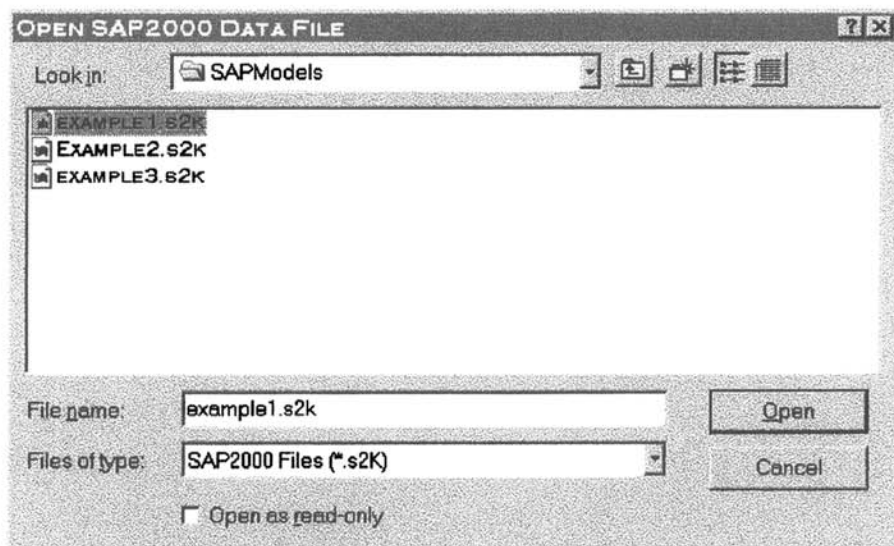 OPEN SAP2000 DATA FILE
Look in: SAPModels
EXAMPLE1.S2K
EXAMPLE2.S2K
EXAMPLE3.S2K
File name: example1.s2k Open
Files of type: SAP2000 Files (*.s2K) Cancel
Open as read-only